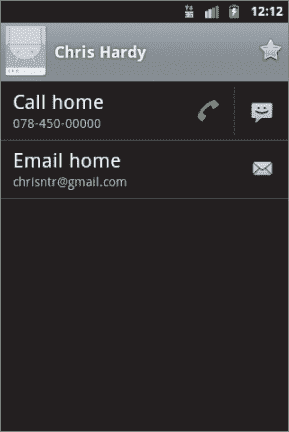 12:12
Chris Hardy
Call home
078-450-00000
Email home
chrisntr@gmail.com